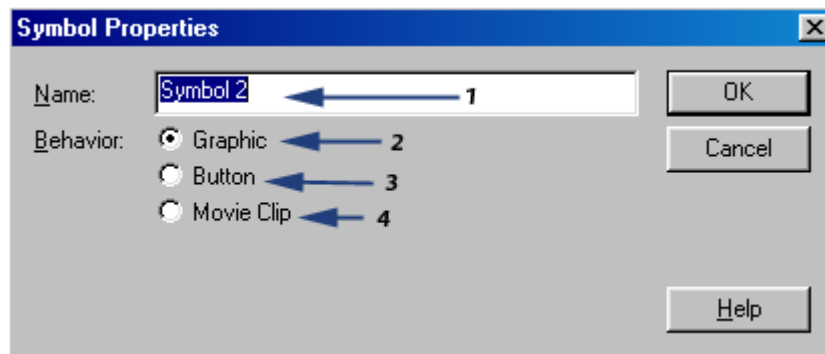 Symbol Properties
Name: Symbol 2 1 OK
Behavior: Graphic 2 Cancel
Button 3
Movie Clip 4
Help